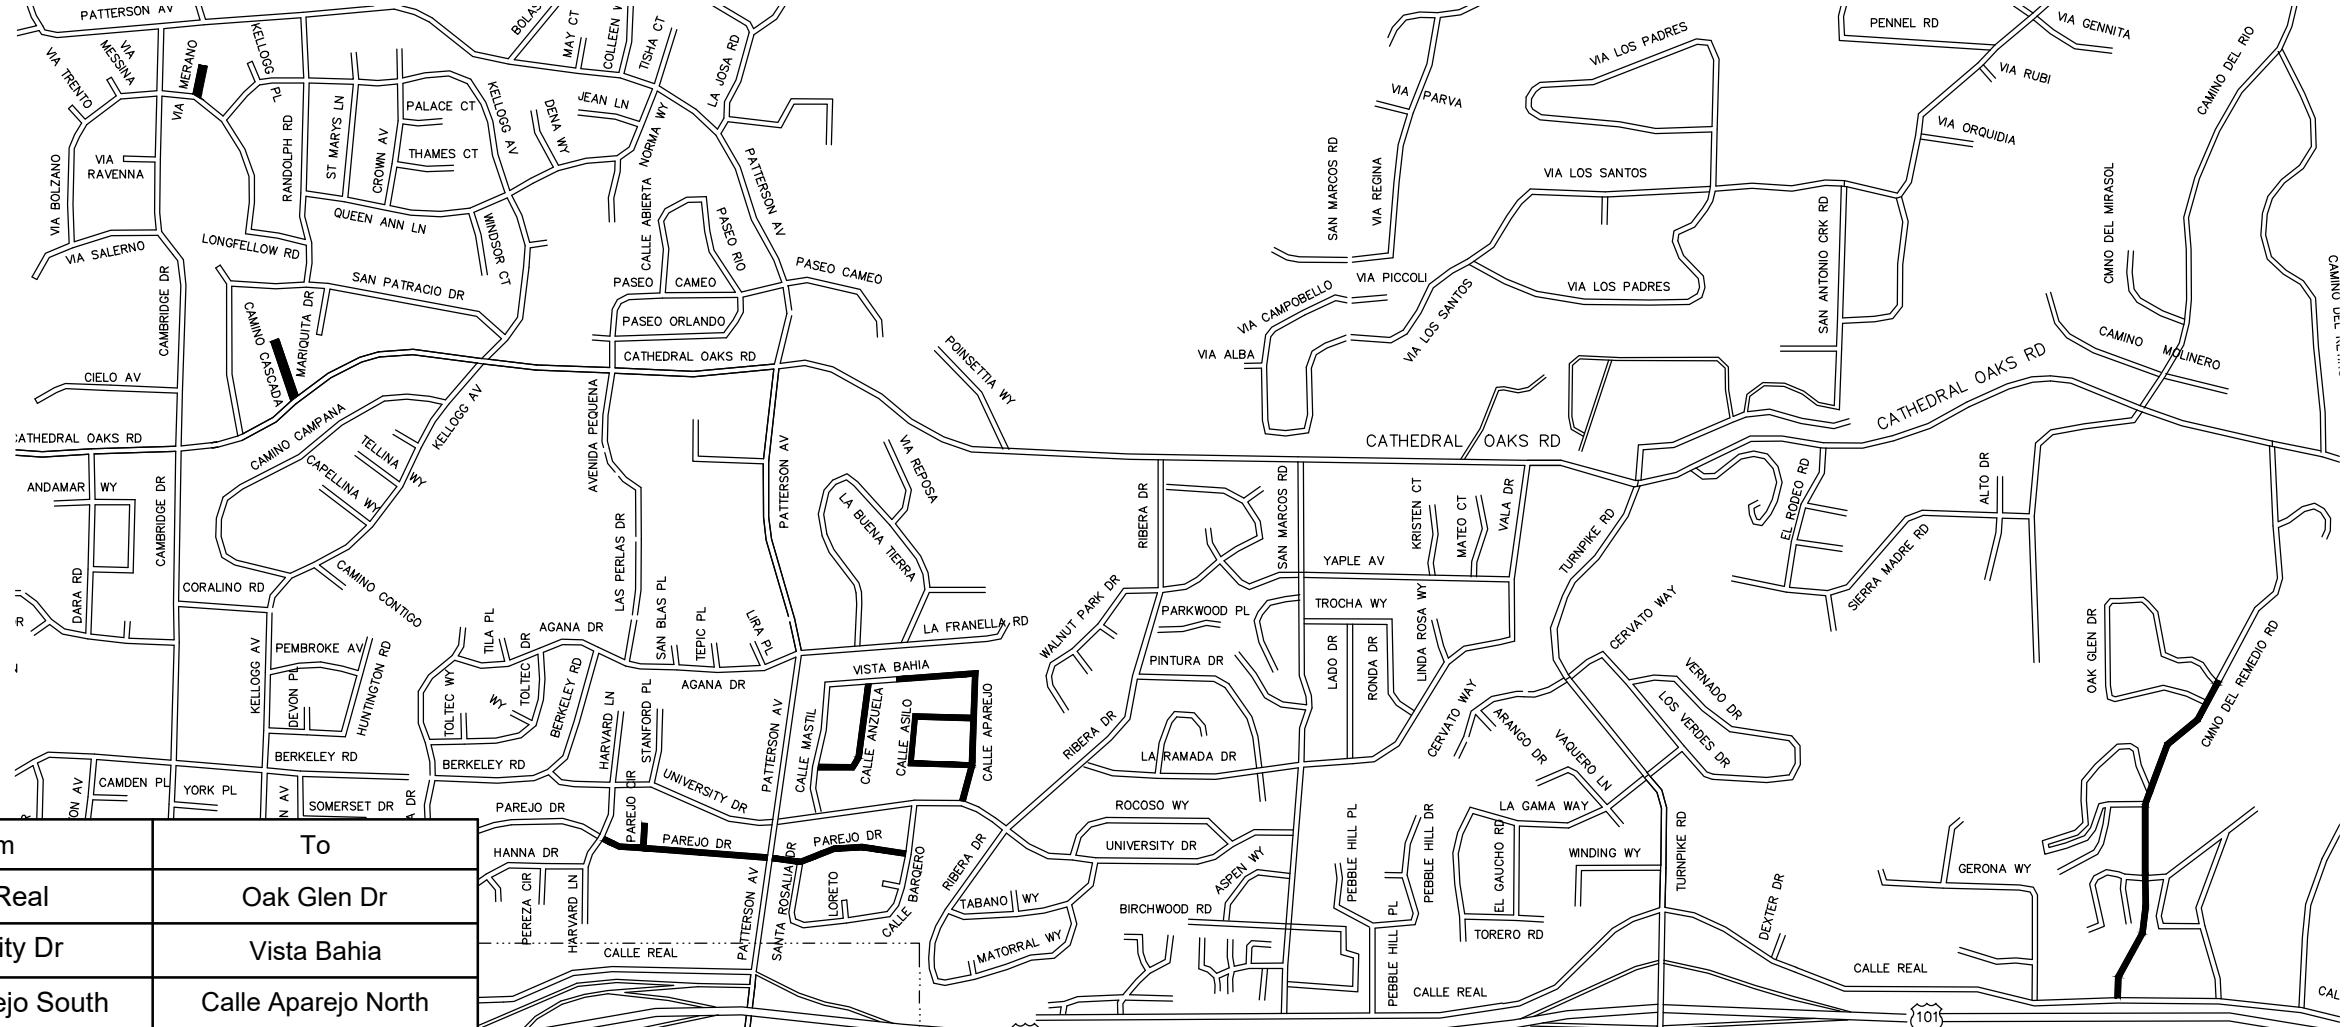 PATTERSON AV
VIA TRENTO
VIA MESSINA
VIA MERANO
KELLOGG PL
BOLAS
MAY CT
COLLEEN
TISHA CT
LA JOSA RD
VIA LOS PADRES
PENNEL RD
VIA GENNITA
VIA RUBI
CAMINO DEL RIO
PALACE CT
KELLOGG AV
DENA WY
JEAN LN
VIA PARVA
VIA ORQUIDIA
VIA BOLZANO
VIA RAVENNA
RANDOLPH RD
ST MARYS LN
CROWN AV
THAMES CT
CALLE ABIERTA
NORMA WY
PATTERSON AV
SAN MARCOS RD
VIA REGINA
VIA LOS SANTOS
SAN ANTONIO CRK RD
CMNO DEL MIRASOL
VIA SALERNO
LONGFELLOW RD
QUEEN ANN LN
WINDSOR CT
PASEO RIO
PASEO CAMEO
PASEO CAMEO
VIA PICCOLI
VIA LOS PADRES
CAMBRIDGE DR
SAN PATRACIO DR
CAMINO CASCADA
MARIQUITA DR
PASEO ORLANDO
CATHEDRAL OAKS RD
POINSETTIA WY
VIA CAMPOBELLO
VIA ALBA
VIA LOS SANTOS
CAMINO MOLINERO
CATHEDRAL OAKS RD
CIELO AV
CATHEDRAL OAKS RD
CAMINO CAMPANA
KELLOGG AV
TELLINA WY
CAPELLINA WY
AVENIDA PEQUENA
PATTERSON AV
VIA REPOSA
LA BUENA TIERRA
CATHEDRAL OAKS RD
RIBERA DR
SAN MARCOS RD
KRISTEN CT
MATEO CT
VALA DR
TURNPIKE RD
EL RODEO RD
ALTO DR
SIERRA MADRE RD
ANDAMAR WY
CAMBRIDGE DR
DARA RD
CORALINO RD
CAMINO CONTIGO
LAS PERLAS DR
SAN BLAS PL
TEPIC PL
LIRA PL
LA FRANELLA RD
WALNUT PARK DR
PARKWOOD PL
YAPLE AV
TROCHA WY
LINDA ROSA WY
LADO DR
RONDA DR
CERVATO WAY
OAK GLEN DR
CMNO DEL REMEDIO RD
KELLOGG AV
PEMBROKE AV
HUNTINGTON RD
DEVON PL
TILA PL
AGANA DR
AGANA DR
TOLTEC WY
TOLTEC DR
WY
BERKELEY RD
HARVARD LN
STANFORD PL
VISTA BAHIA
CALLE MASTIL
CALLE ANZUELA
CALLE ASILO
CALLE APAREJO
PINTURA DR
RIBERA DR
LA RAMADA DR
CERVATO WAY
ARANGO DR
VAQUERO LN
VERNADO DR
LOS VERDES DR
BERKELEY RD
BERKELEY RD
CAMDEN PL
YORK PL
SOMERSET DR
PATTERSON AV
UNIVERSITY DR
PAREJO DR
PAREJO CIR
PAREJO DR
PAREJO DR
ROCOSO WY
UNIVERSITY DR
LA GAMA WAY
PEBBLE HILL PL
PEBBLE HILL DR
EL GAUCHO RD
WINDING WY
TURNPIKE RD
GERONA WY
HANNA DR
PEREZA CIR
HARVARD LN
PATTERSON AV
SANTA ROSALIA DR
LORETO
CALLE BARQERO
RIBERA DR
TABANO WY
MATORRAL WY
ASPEN WY
BIRCHWOOD RD
TORERO RD
DEXTER DR
CALLE REAL
PEBBLE HILL PL
CALLE REAL
CALLE REAL
CAL
101
To
Real
Oak Glen Dr
ity Dr
Vista Bahia
ejo South
Calle Aparejo North